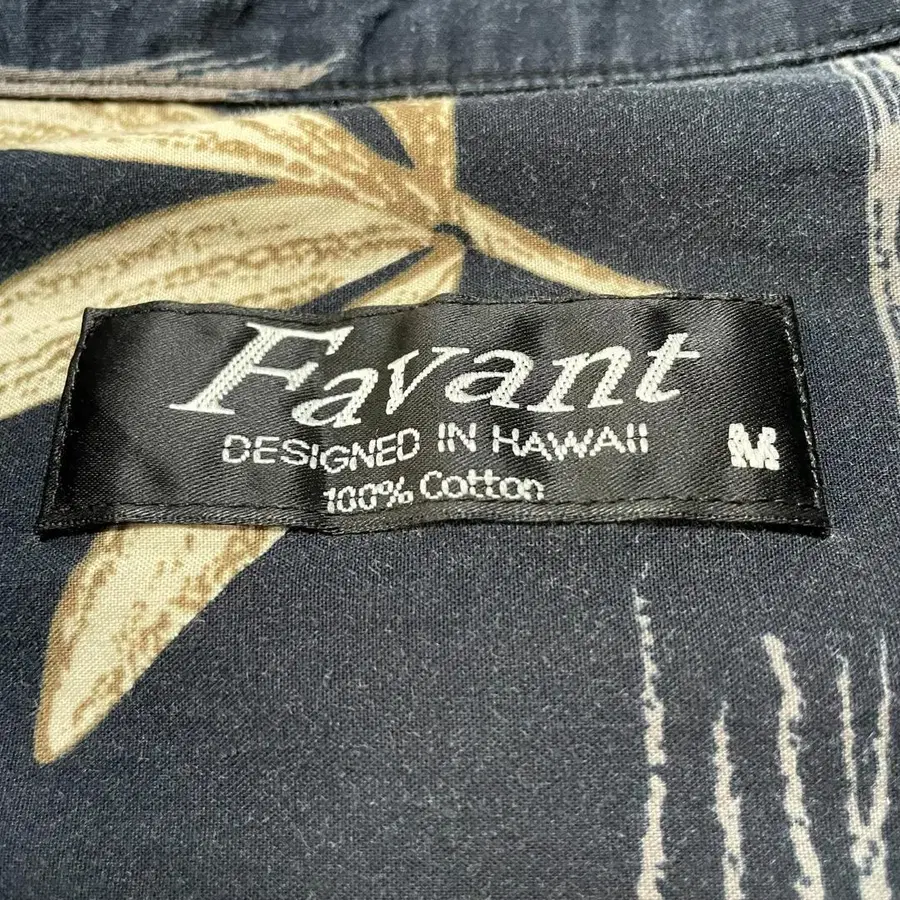 Favant
DESIGNED IN HAWAII
M
100% Cotton